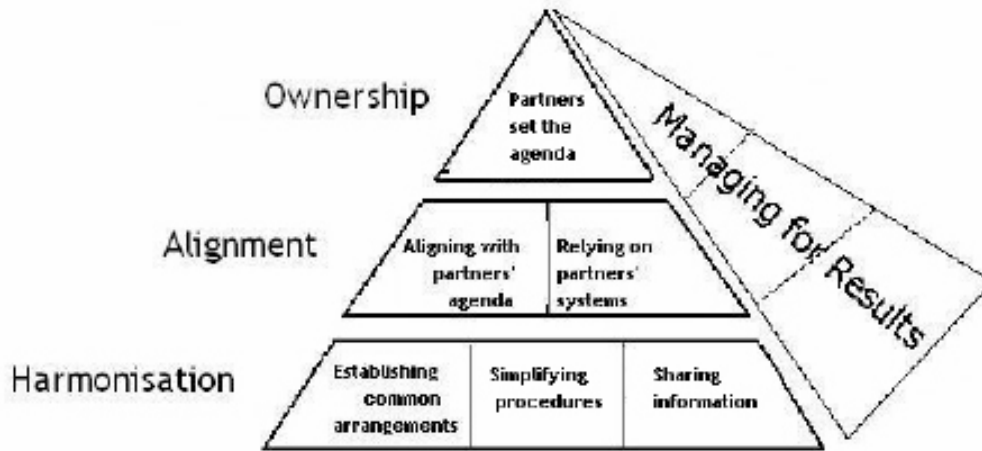 Ownership
Partners
set the
agenda
Managing for Results
Alignment
Aligning with
partners'
agenda
Relying on
partners'
systems
Harmonisation
Establishing
common
arrangements
Simplifying
procedures
Sharing
information